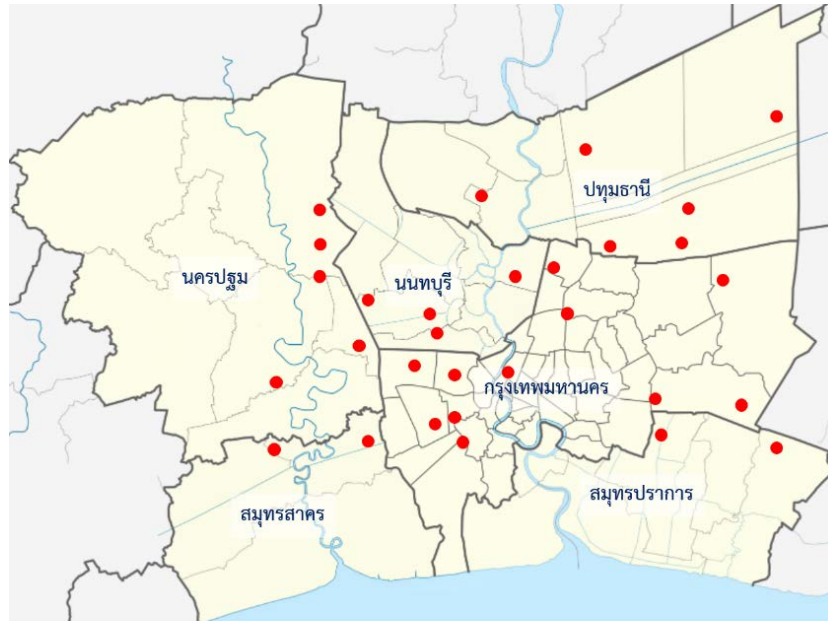 ปทุมธานี
นครปฐม
นนทบุรี
กรุงเทพมหานคร
สมุทรปราการ
สมุทรสาคร